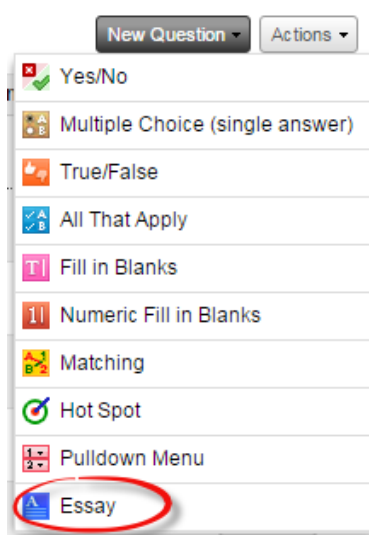 New Question Actions
Yes/No
Multiple Choice (single answer)
True/False
All That Apply
Fill in Blanks
Numeric Fill in Blanks
Matching
Hot Spot
Pulldown Menu
Essay